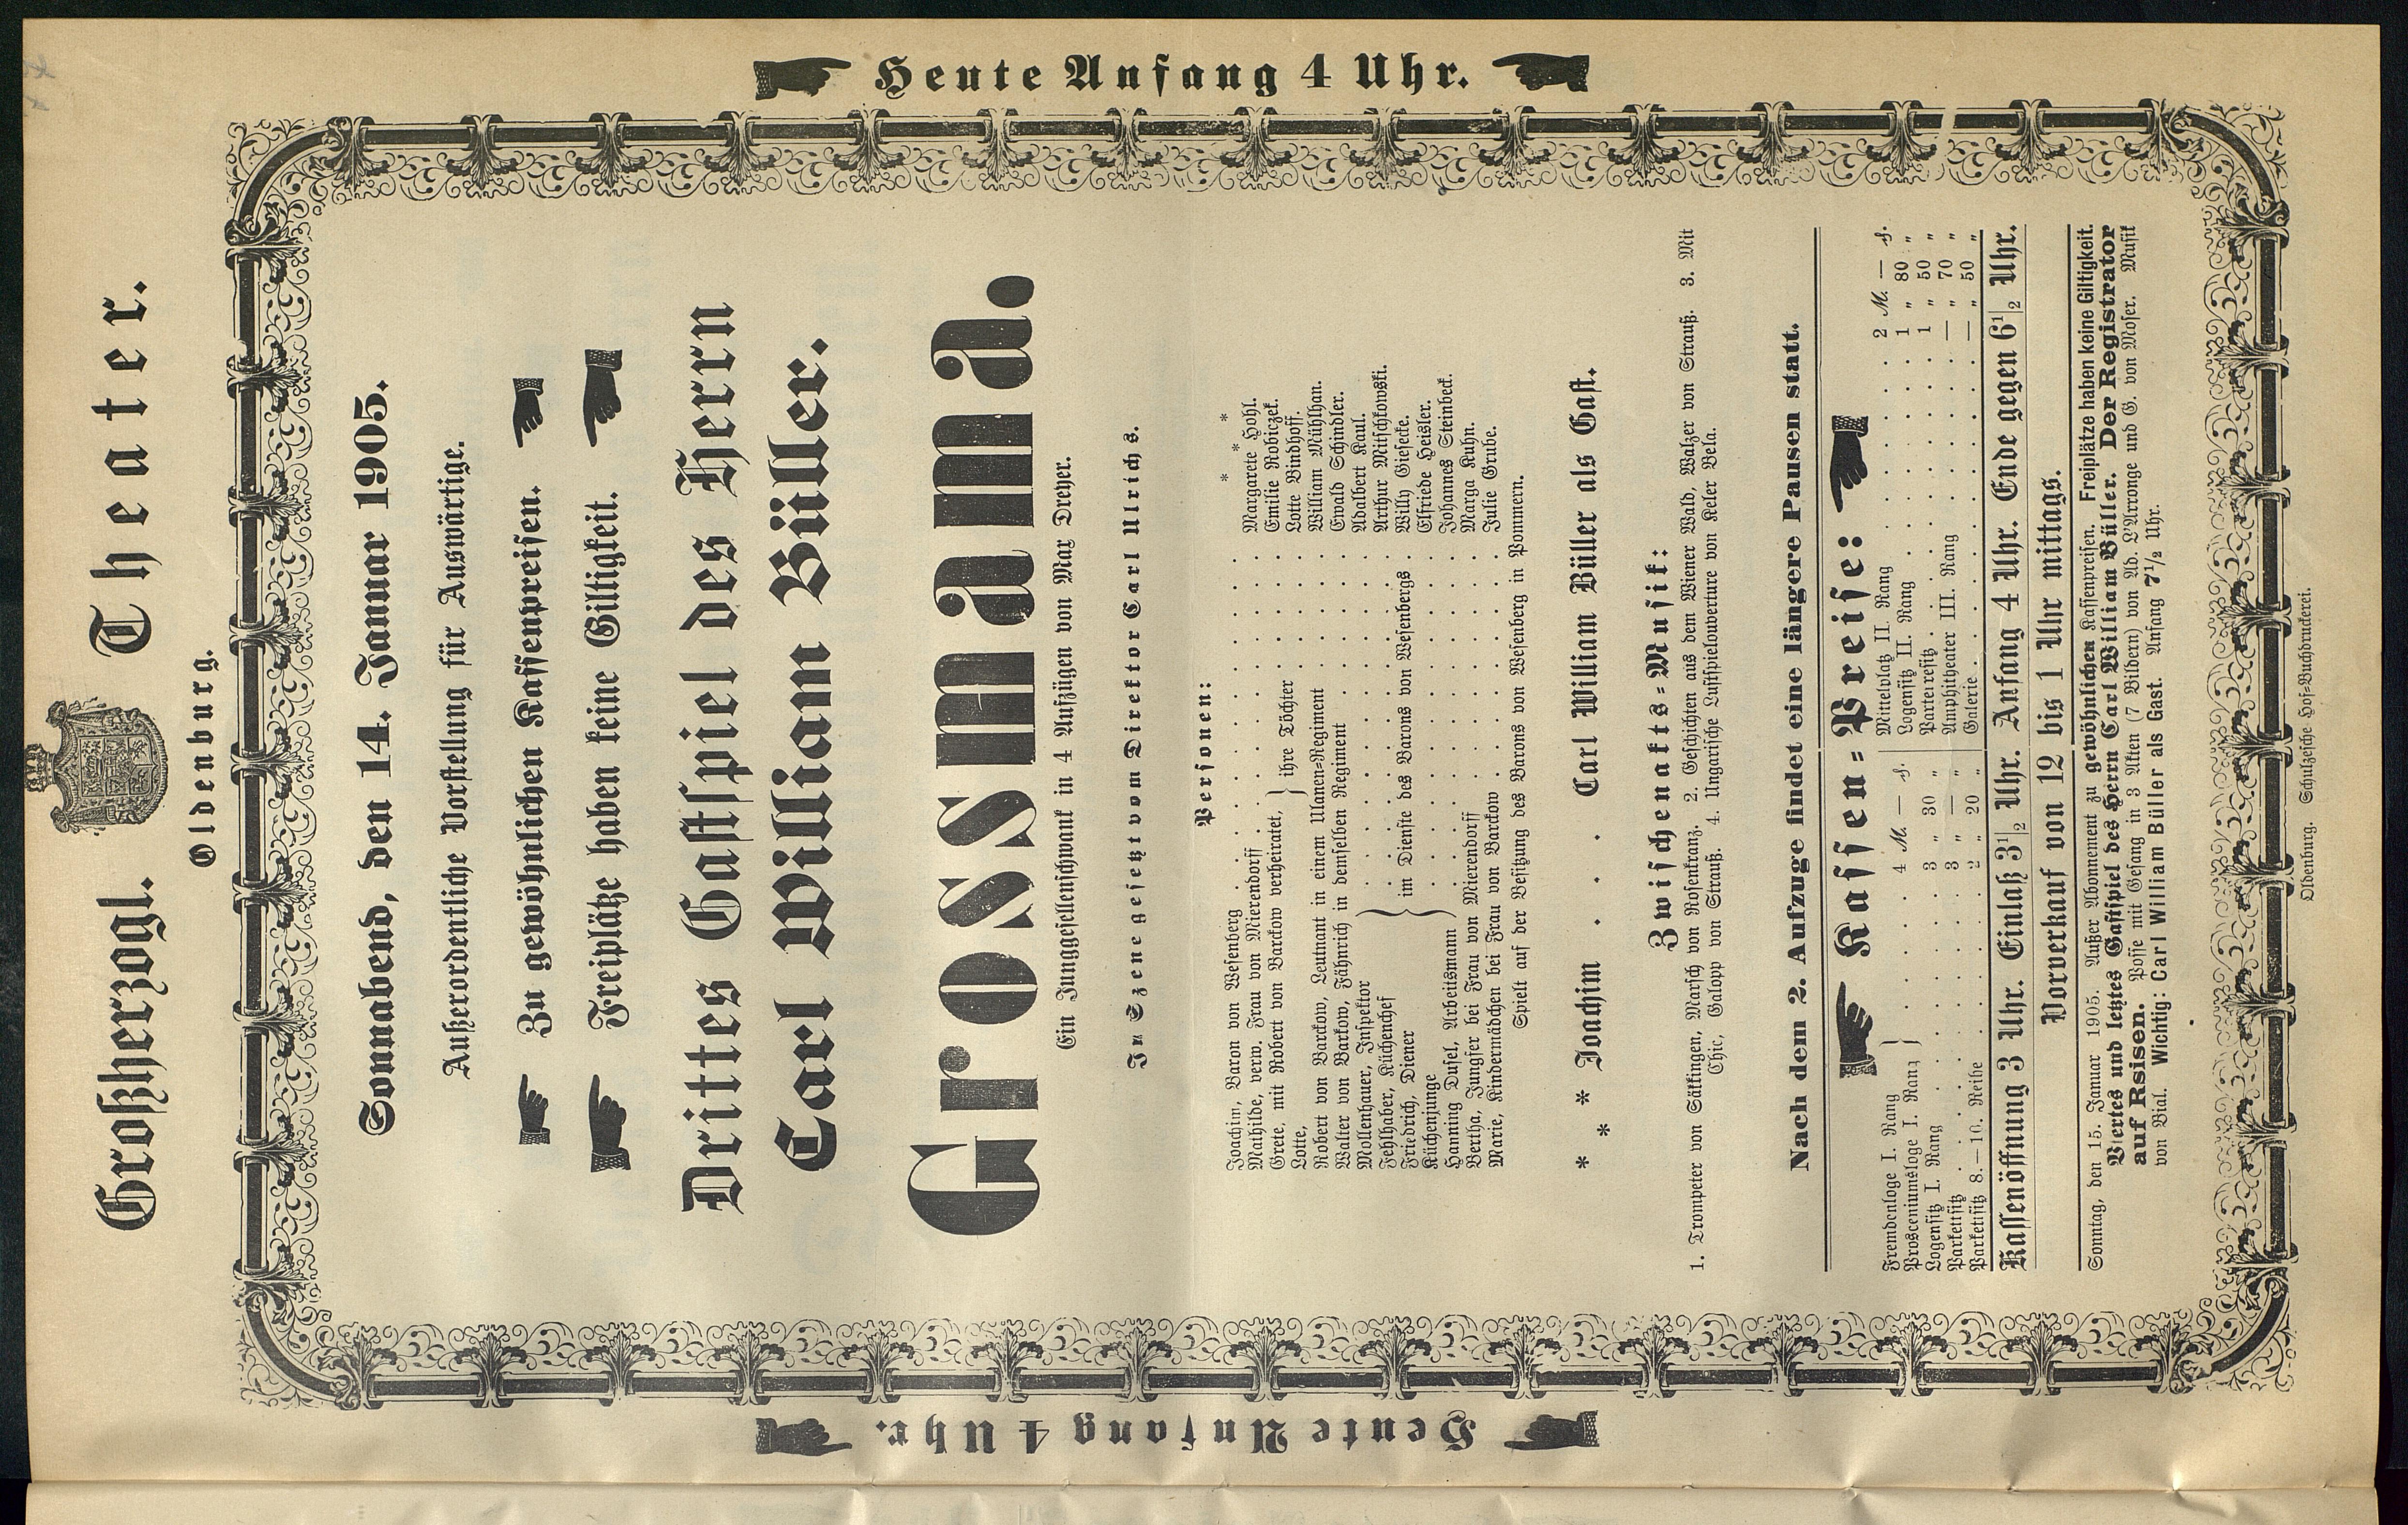 Heute Anfang 4 Uhr.
Großherzogl. Theater.
Oldenburg.
Sonnabend, den 14. Januar 1905.
Außerordentliche Vorstellung für Auswärtige.
Zu gewöhnlichen Kassenpreisen.
Freiplätze haben keine Giltigkeit.
Drittes Gastspiel des Herrn
Carl William Büller.
Grossmama.
Ein Junggesellenschwank in 4 Aufzügen von Max Dreyer.
In Szene gesetzt vom Direktor Carl Ulrichs.
Personen:
Joachim, Baron von Wesenberg . . . . . . . . * * *
Mathilde, verw. Frau von Mierendorff . . . . . . . . Margarete Hohl.
Grete, mit Robert von Barckow verheiratet, } ihre Töchter . . . . Emilie Robiczek.
Lotte, . . . . Lotte Bindhoff.
Robert von Barckow, Leutnant in einem Ulanen-Regiment . . . . William Mühlhan.
Walter von Barkow, Fähnrich in demselben Regiment . . . . Ewald Schindler.
Mollenhauer, Inspektor . . . . . . Adalbert Kaul.
Fehlhaber, Küchenchef . . . . . . Arthur Mitschkowski.
Friedrich, Diener } im Dienste des Barons von Wesenbergs . Willy Giesecke.
Küchenjunge . . . . . . Elfriede Heisler.
Hanning Dusel, Arbeitsmann . . . . . . Johannes Steinbeck.
Bertha, Jungfer bei Frau von Mierendorff . . . . . . Marga Kuhn.
Marie, Kindermädchen bei Frau von Barckow . . . . . . Julie Grube.
Spielt auf der Besitzung des Barons von Wesenberg in Pommern.
* * * Joachim . . . Carl William Büller als Gast.
Zwischenakts-Musik:
1. Trompeter von Säkkingen, Marsch von Rosenkranz. 2. Geschichten aus dem Wiener Wald, Walzer von Strauß. 3. Mit
Chic, Galopp von Strauß. 4. Ungarische Lustspielouverture von Keler Bela.
Nach dem 2. Aufzuge findet eine längere Pausen statt.
Kassen-Preise:
Fremdenloge I. Rang
Prosceniumsloge I. Rang } . . . . 4 M. — ₰.
Logensitz I. Rang . . . . 3 „ 30 „
Parkettsitz . . . . 3 „ — „
Parkettsitz 8.—10. Reihe . . . . 2 „ 20 „
Mittelplatz II. Rang . . . . 2 M. — ₰.
Logensitz II. Rang . . . . 1 „ 80 „
Parterresitz . . . . 1 „ 50 „
Amphitheater III. Rang . . . . — „ 70 „
Galerie . . . . — „ 50 „
Kassenöffnung 3 Uhr. Einlaß 3½ Uhr. Anfang 4 Uhr. Ende gegen 6½ Uhr.
Vorverkauf von 12 bis 1 Uhr mittags.
Sonntag, den 15. Januar 1905. Außer Abonnement zu gewöhnlichen Kassenpreisen. Freiplätze haben keine Giltigkeit.
Viertes und letztes Gastspiel des Herrn Carl William Büller. Der Registrator
auf Rsisen. Posse mit Gesang in 3 Akten (7 Bildern) von Ad. L'Arronge und G. von Moser. Musik
von Bial. Wichtig: Carl William Büller als Gast. Anfang 7½ Uhr.
Oldenburg. Schulzesche Hof-Buchdruckerei.
Heute Anfang 4 Uhr.